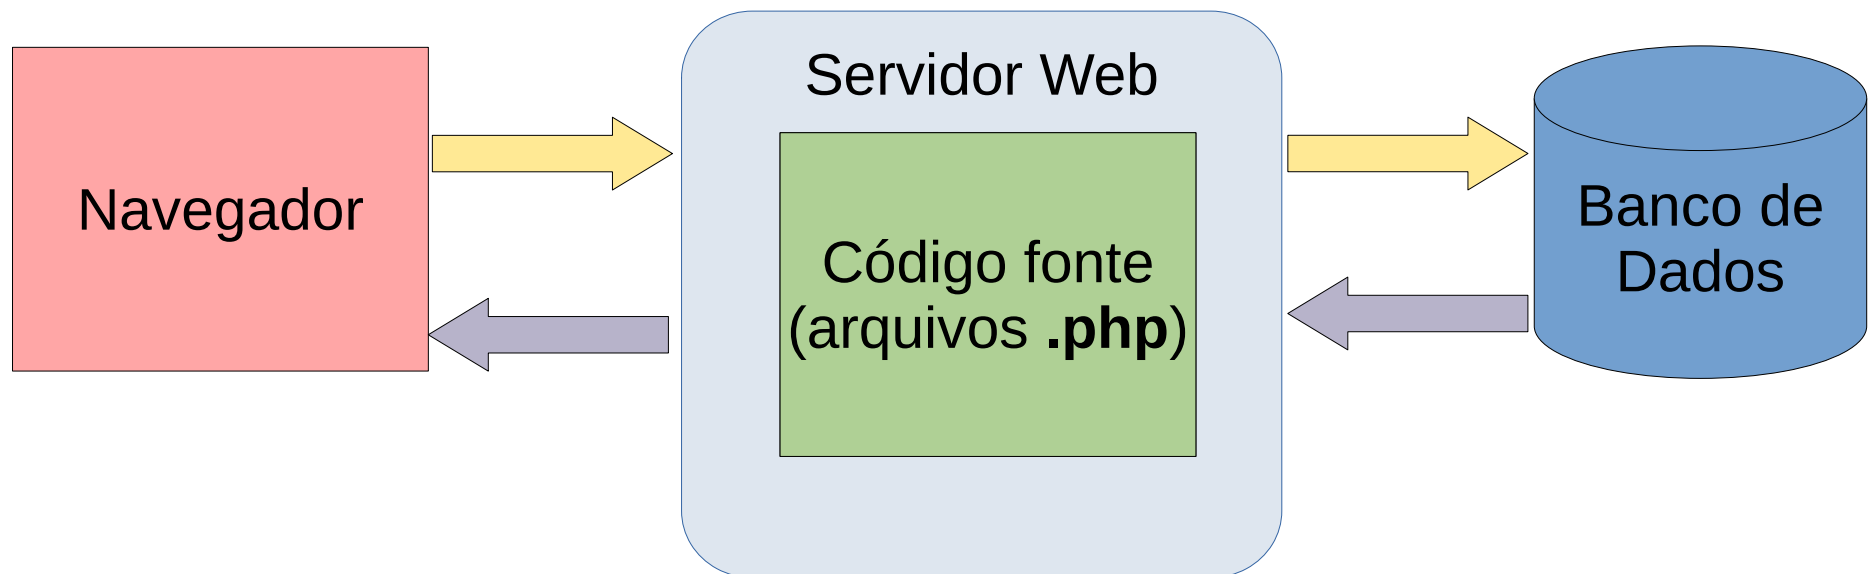 Servidor Web
Navegador
Código fonte
(arquivos .php)
Banco de
Dados